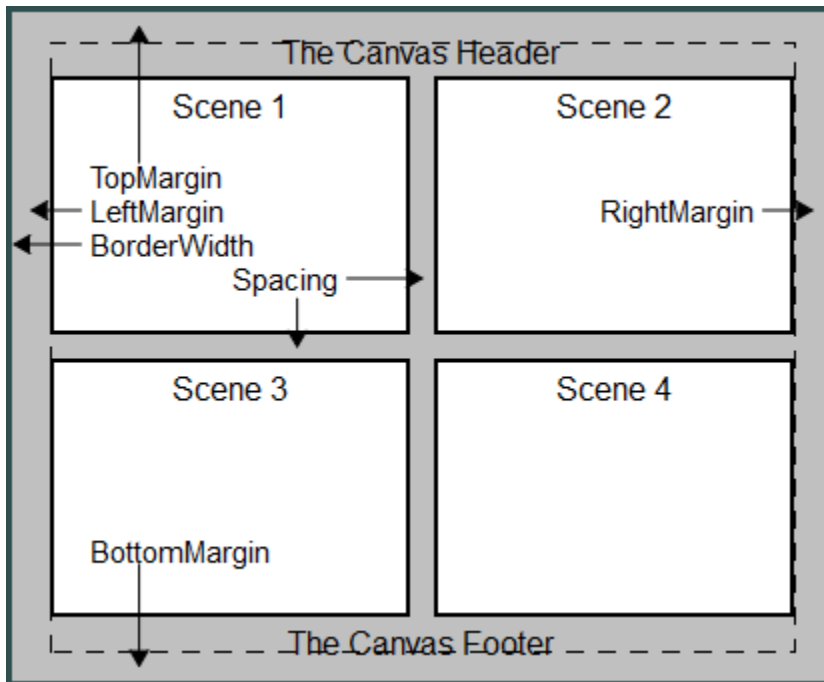 The Canvas Header
Scene 1
Scene 2
TopMargin
LeftMargin
RightMargin
BorderWidth
Spacing
Scene 3
Scene 4
BottomMargin
The Canvas Footer